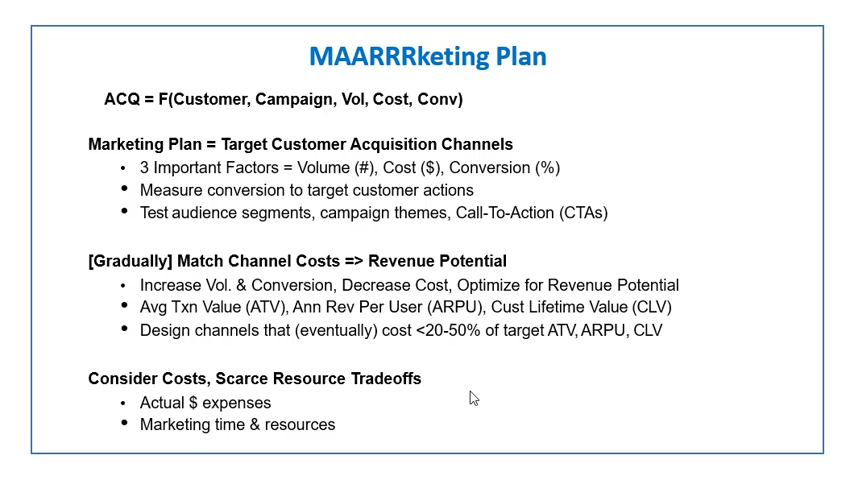 MAARRRketing Plan
ACQ = F(Customer, Campaign, Vol, Cost, Conv)
Marketing Plan = Target Customer Acquisition Channels
• 3 Important Factors = Volume (#), Cost ($), Conversion (%)
• Measure conversion to target customer actions
• Test audience segments, campaign themes, Call-To-Action (CTAs)
[Gradually] Match Channel Costs => Revenue Potential
• Increase Vol. & Conversion, Decrease Cost, Optimize for Revenue Potential
• Avg Txn Value (ATV), Ann Rev Per User (ARPU), Cust Lifetime Value (CLV)
• Design channels that (eventually) cost <20-50% of target ATV, ARPU, CLV
Consider Costs, Scarce Resource Tradeoffs
• Actual $ expenses
• Marketing time & resources